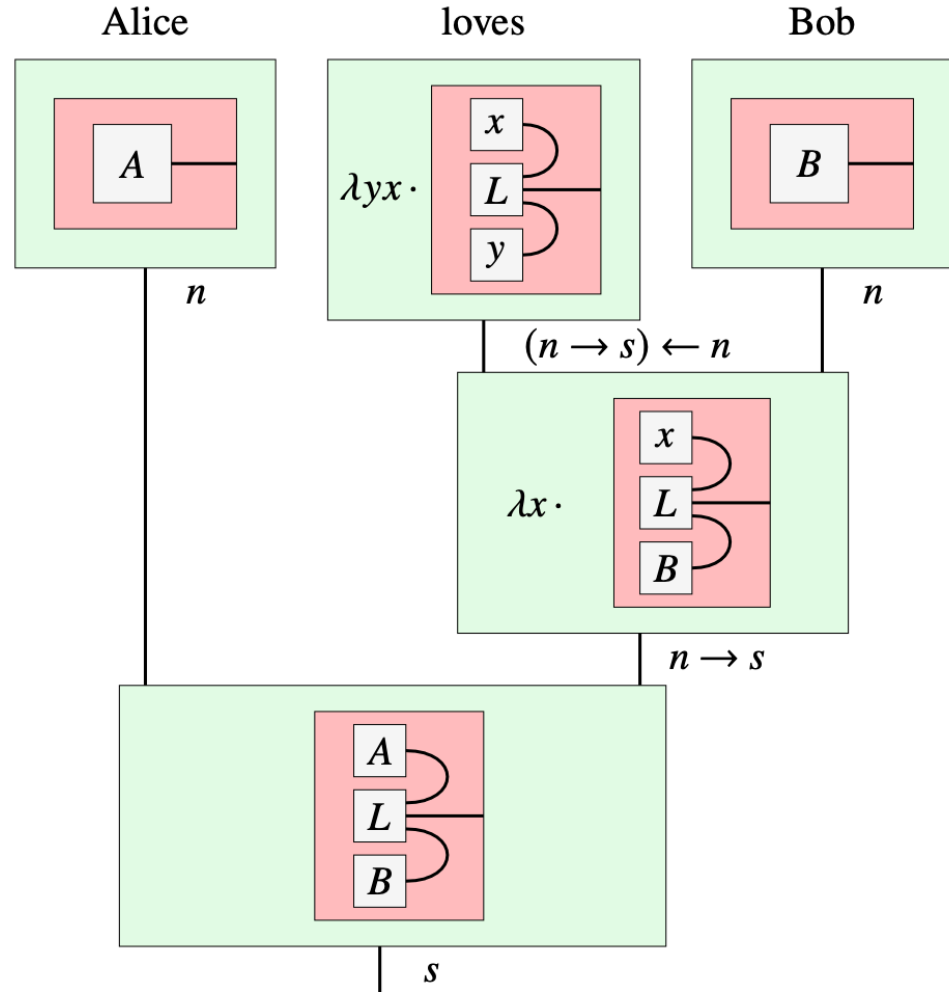 Alice loves Bob
A
λyx ·
x
L
y
B
n
n
(n → s) ← n
λx ·
x
L
B
n → s
A
L
B
s